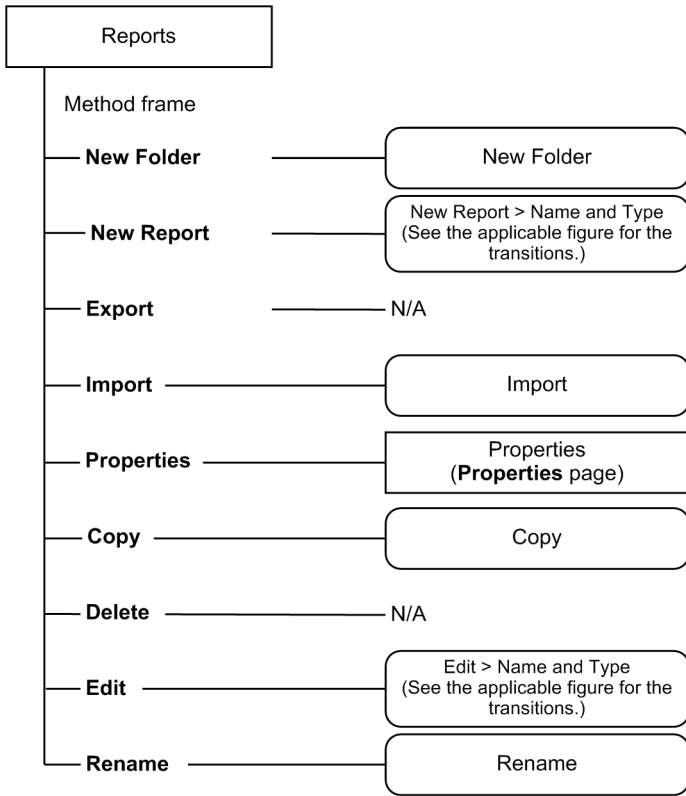 Reports
Method frame
New Folder
New Folder
New Report
New Report > Name and Type
(See the applicable figure for the
transitions.)
Export
N/A
Import
Import
Properties
Properties
(Properties page)
Copy
Copy
Delete
N/A
Edit
Edit > Name and Type
(See the applicable figure for the
transitions.)
Rename
Rename